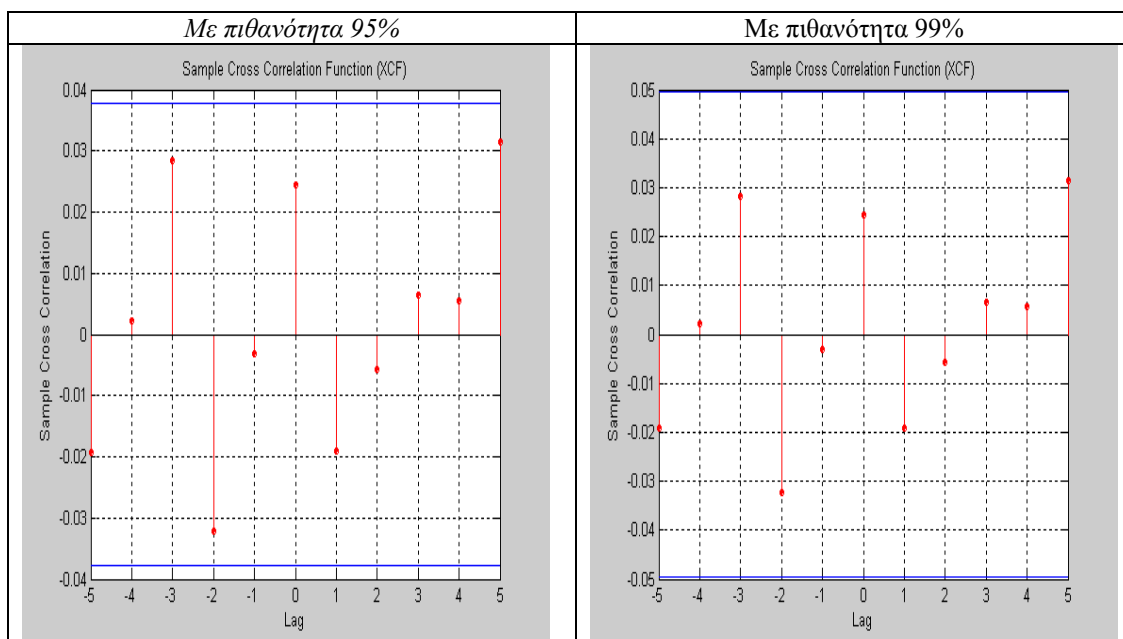 Με πιθανότητα 95%
Με πιθανότητα 99%
Sample Cross Correlation Function (XCF)
Sample Cross Correlation
0.04
0.03
0.02
0.01
0
-0.01
-0.02
-0.03
-0.04
-5 -4 -3 -2 -1 0 1 2 3 4 5
Lag
Sample Cross Correlation Function (XCF)
Sample Cross Correlation
0.05
0.04
0.03
0.02
0.01
0
-0.01
-0.02
-0.03
-0.04
-0.05
-5 -4 -3 -2 -1 0 1 2 3 4 5
Lag